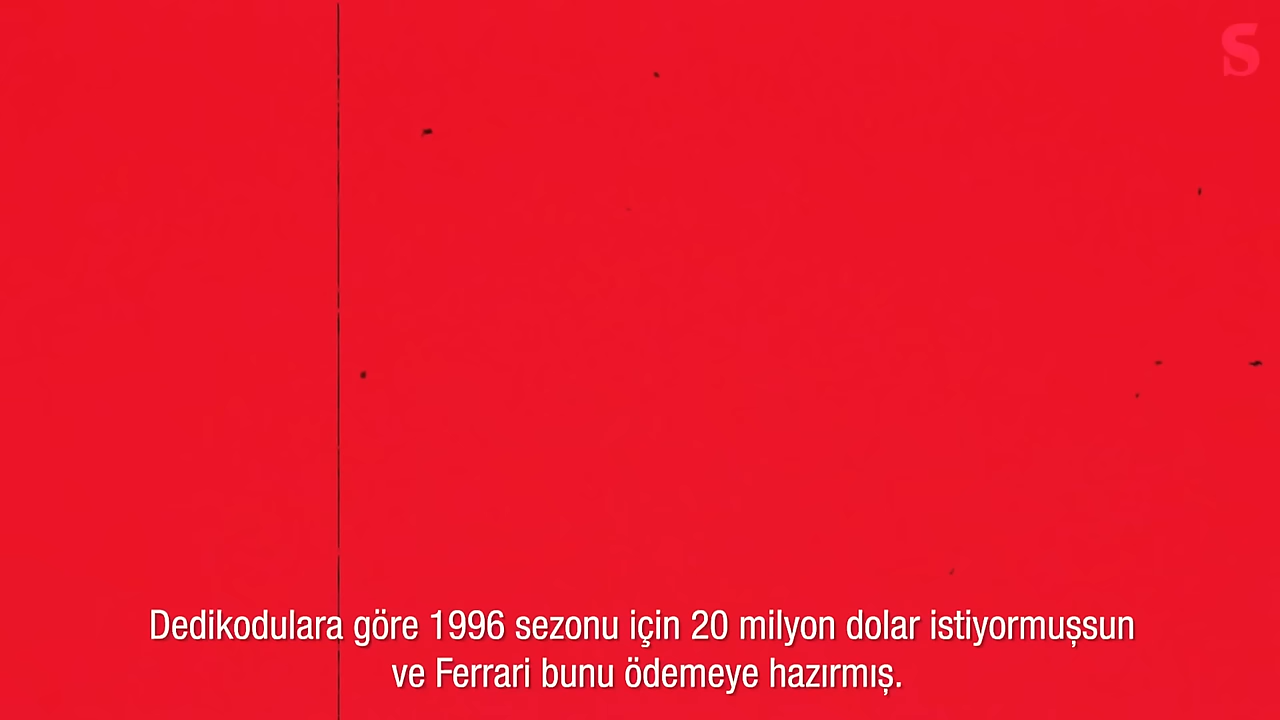 S
Dedikodulara göre 1996 sezonu için 20 milyon dolar istiyormuşsun
ve Ferrari bunu ödemeye hazırmış.